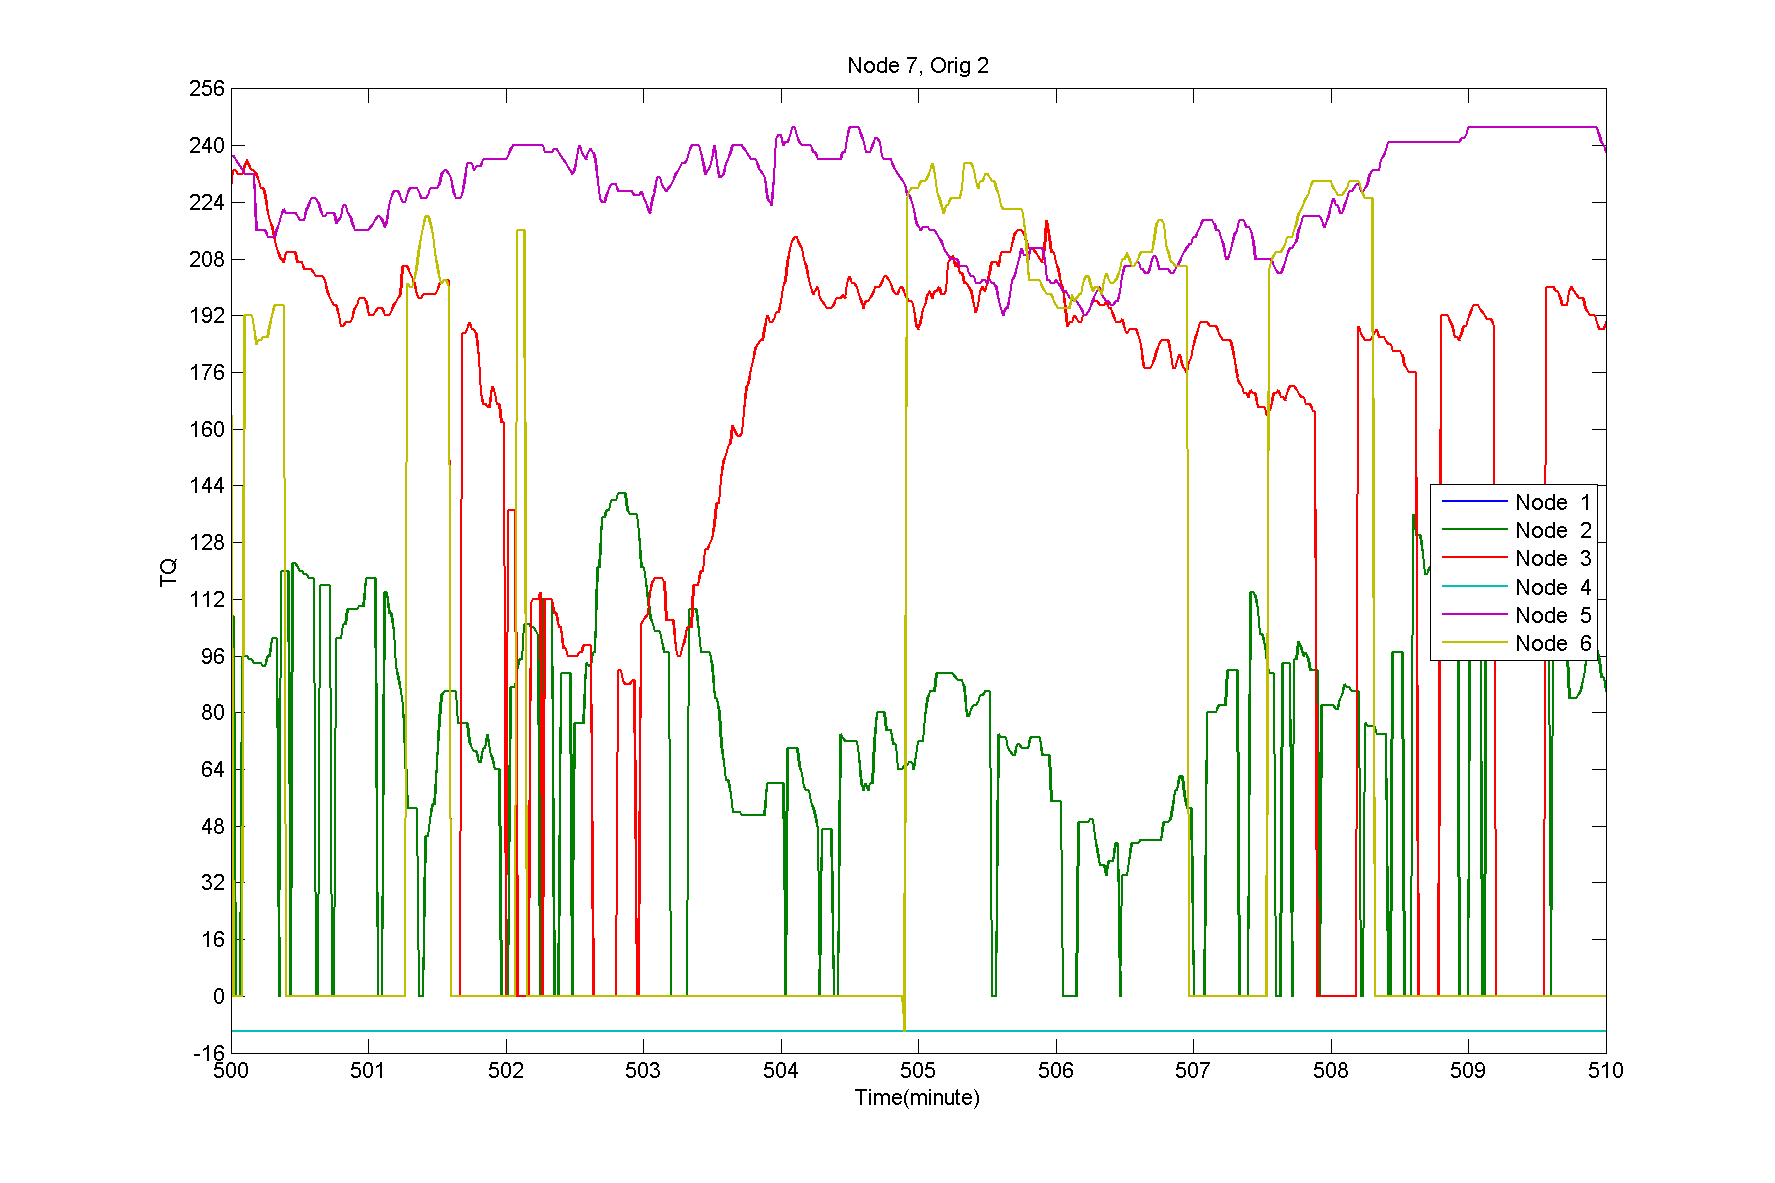 Node 7, Orig 2
256
240
224
208
192
176
160
144
128
112
96
80
64
48
32
16
0
-16
TQ
500 501 502 503 504 505 506 507 508 509 510
Time(minute)
Node 1
Node 2
Node 3
Node 4
Node 5
Node 6